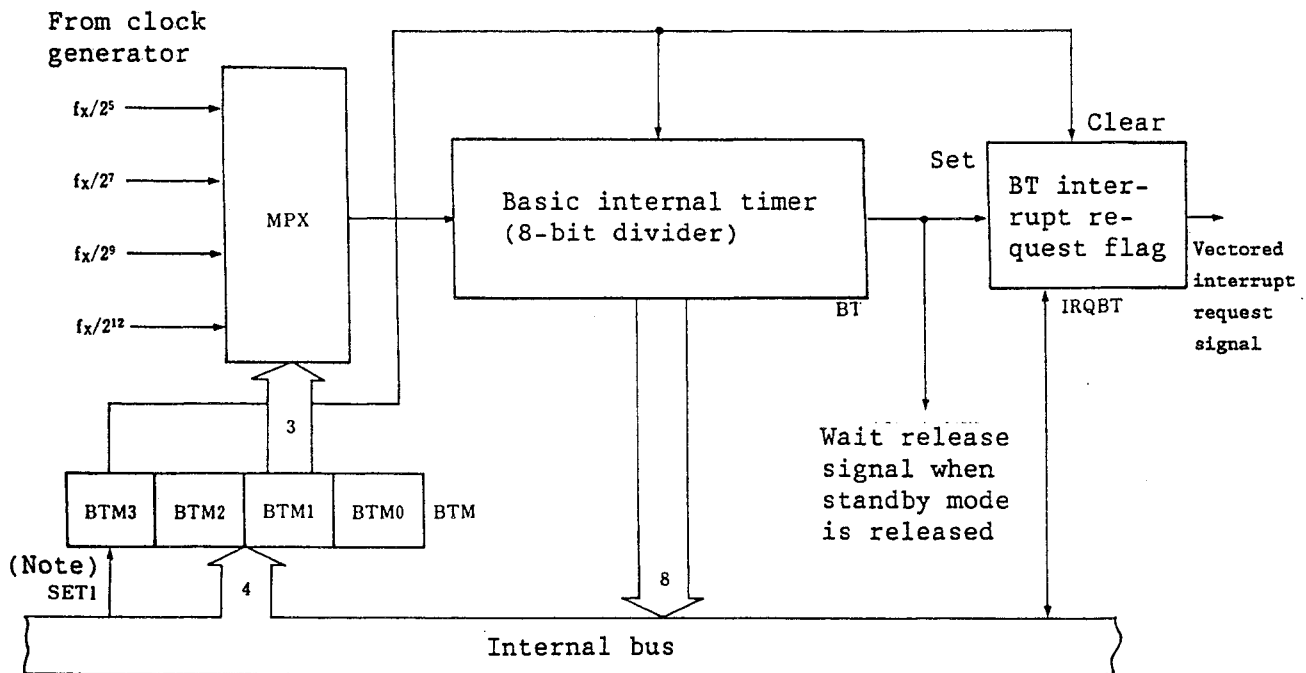 From clock
generator
fx/2⁵
fx/2⁷
fx/2⁹
fx/2¹²
MPX
Basic internal timer
(8-bit divider)
BT
Set
Clear
BT inter-
rupt re-
quest flag
IRQBT
Vectored
interrupt
request
signal
3
Wait release
signal when
standby mode
is released
BTM3
BTM2
BTM1
BTM0
BTM
(Note)
SET1
4
8
Internal bus